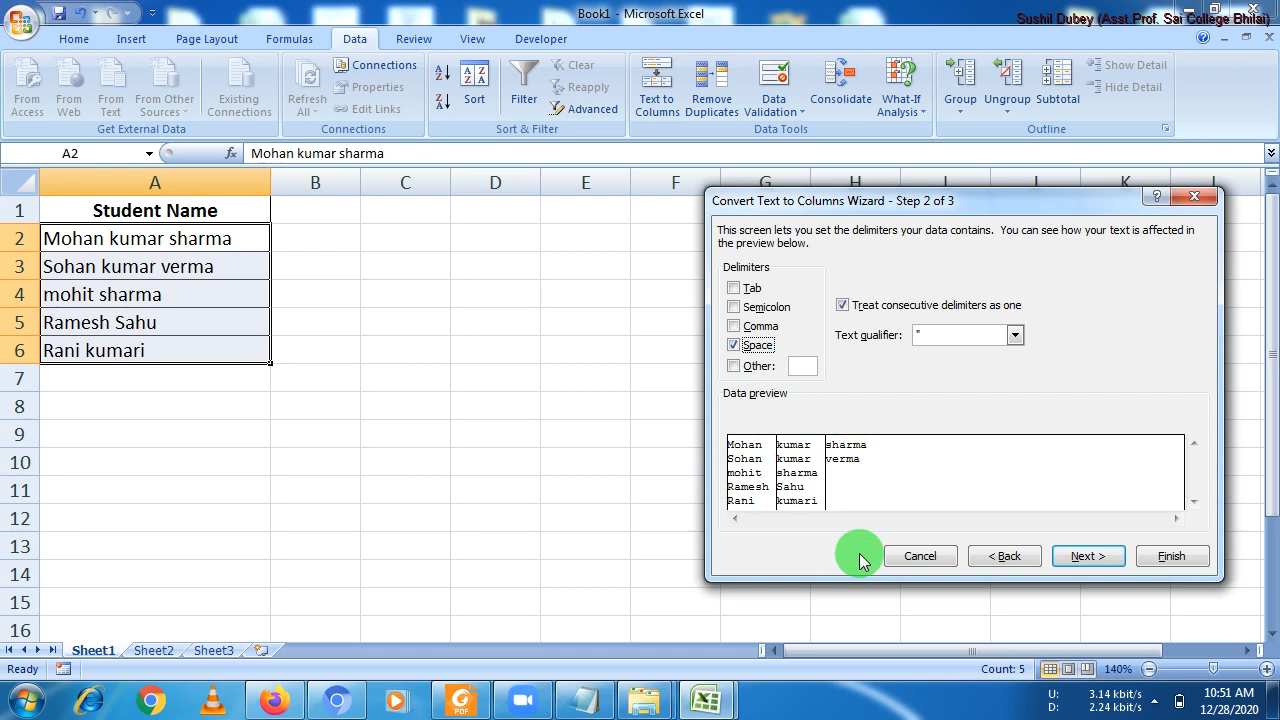 Book1 - Microsoft Excel
Sushil Dubey (Asst.Prof. Sai College Bhilai)
Home Insert Page Layout Formulas Data Review View Developer
From Access
From Web
From Text
From Other Sources
Existing Connections
Get External Data
Refresh All
Connections
Properties
Edit Links
Connections
Sort
Filter
Clear
Reapply
Advanced
Sort & Filter
Text to Columns
Remove Duplicates
Data Validation
Consolidate
What-If Analysis
Data Tools
Group
Ungroup
Subtotal
Show Detail
Hide Detail
Outline
A2 fx Mohan kumar sharma
A B C D E F G H I J K L
1 Student Name
2 Mohan kumar sharma
3 Sohan kumar verma
4 mohit sharma
5 Ramesh Sahu
6 Rani kumari
7
8
9
10
11
12
13
14
15
16
Convert Text to Columns Wizard - Step 2 of 3
This screen lets you set the delimiters your data contains. You can see how your text is affected in
the preview below.
Delimiters
Tab
Semicolon
Comma
Space
Other:
Treat consecutive delimiters as one
Text qualifier: "
Data preview
Mohan kumar sharma
Sohan kumar verma
mohit sharma
Ramesh Sahu
Rani kumari
Cancel < Back Next > Finish
Sheet1 Sheet2 Sheet3
Ready Count: 5 140%
PDF
U: 3.14 kbit/s
D: 2.24 kbit/s
10:51 AM
12/28/2020